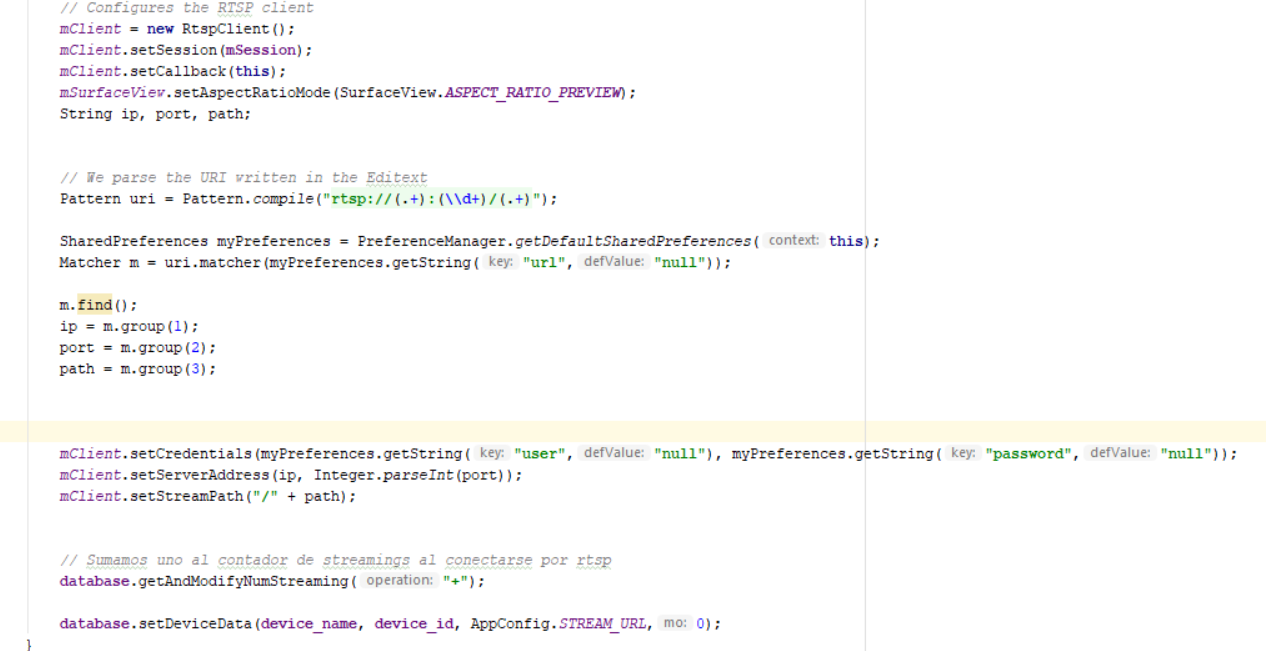 // Configures the RTSP client
mClient = new RtspClient();
mClient.setSession(mSession);
mClient.setCallback(this);
mSurfaceView.setAspectRatioMode(SurfaceView.ASPECT_RATIO_PREVIEW);
String ip, port, path;
// We parse the URI written in the Editext
Pattern uri = Pattern.compile("rtsp://(.+):(\\d+)/(.+)");
SharedPreferences myPreferences = PreferenceManager.getDefaultSharedPreferences( context: this);
Matcher m = uri.matcher(myPreferences.getString( key: "url", defValue: "null"));
m.find();
ip = m.group(1);
port = m.group(2);
path = m.group(3);
mClient.setCredentials(myPreferences.getString( key: "user", defValue: "null"), myPreferences.getString( key: "password", defValue: "null"));
mClient.setServerAddress(ip, Integer.parseInt(port));
mClient.setStreamPath("/" + path);
// Sumamos uno al contador de streamings al conectarse por rtsp
database.getAndModifyNumStreaming( operation: "+");
database.setDeviceData(device_name, device_id, AppConfig.STREAM_URL, mo: 0);
}